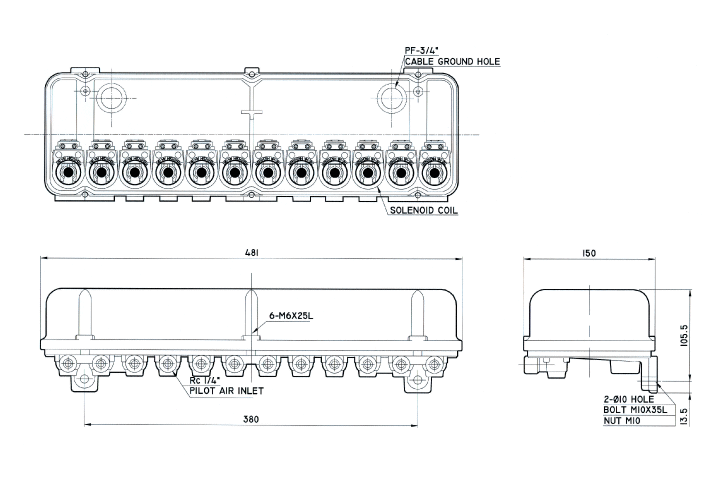 PF-3/4"
CABLE GROUND HOLE
SOLENOID COIL
481
150
6-M6X25L
105.5
Rc 1/4"
PILOT AIR INLET
2-Ø10 HOLE
BOLT M10X35L
NUT M10
13.5
380